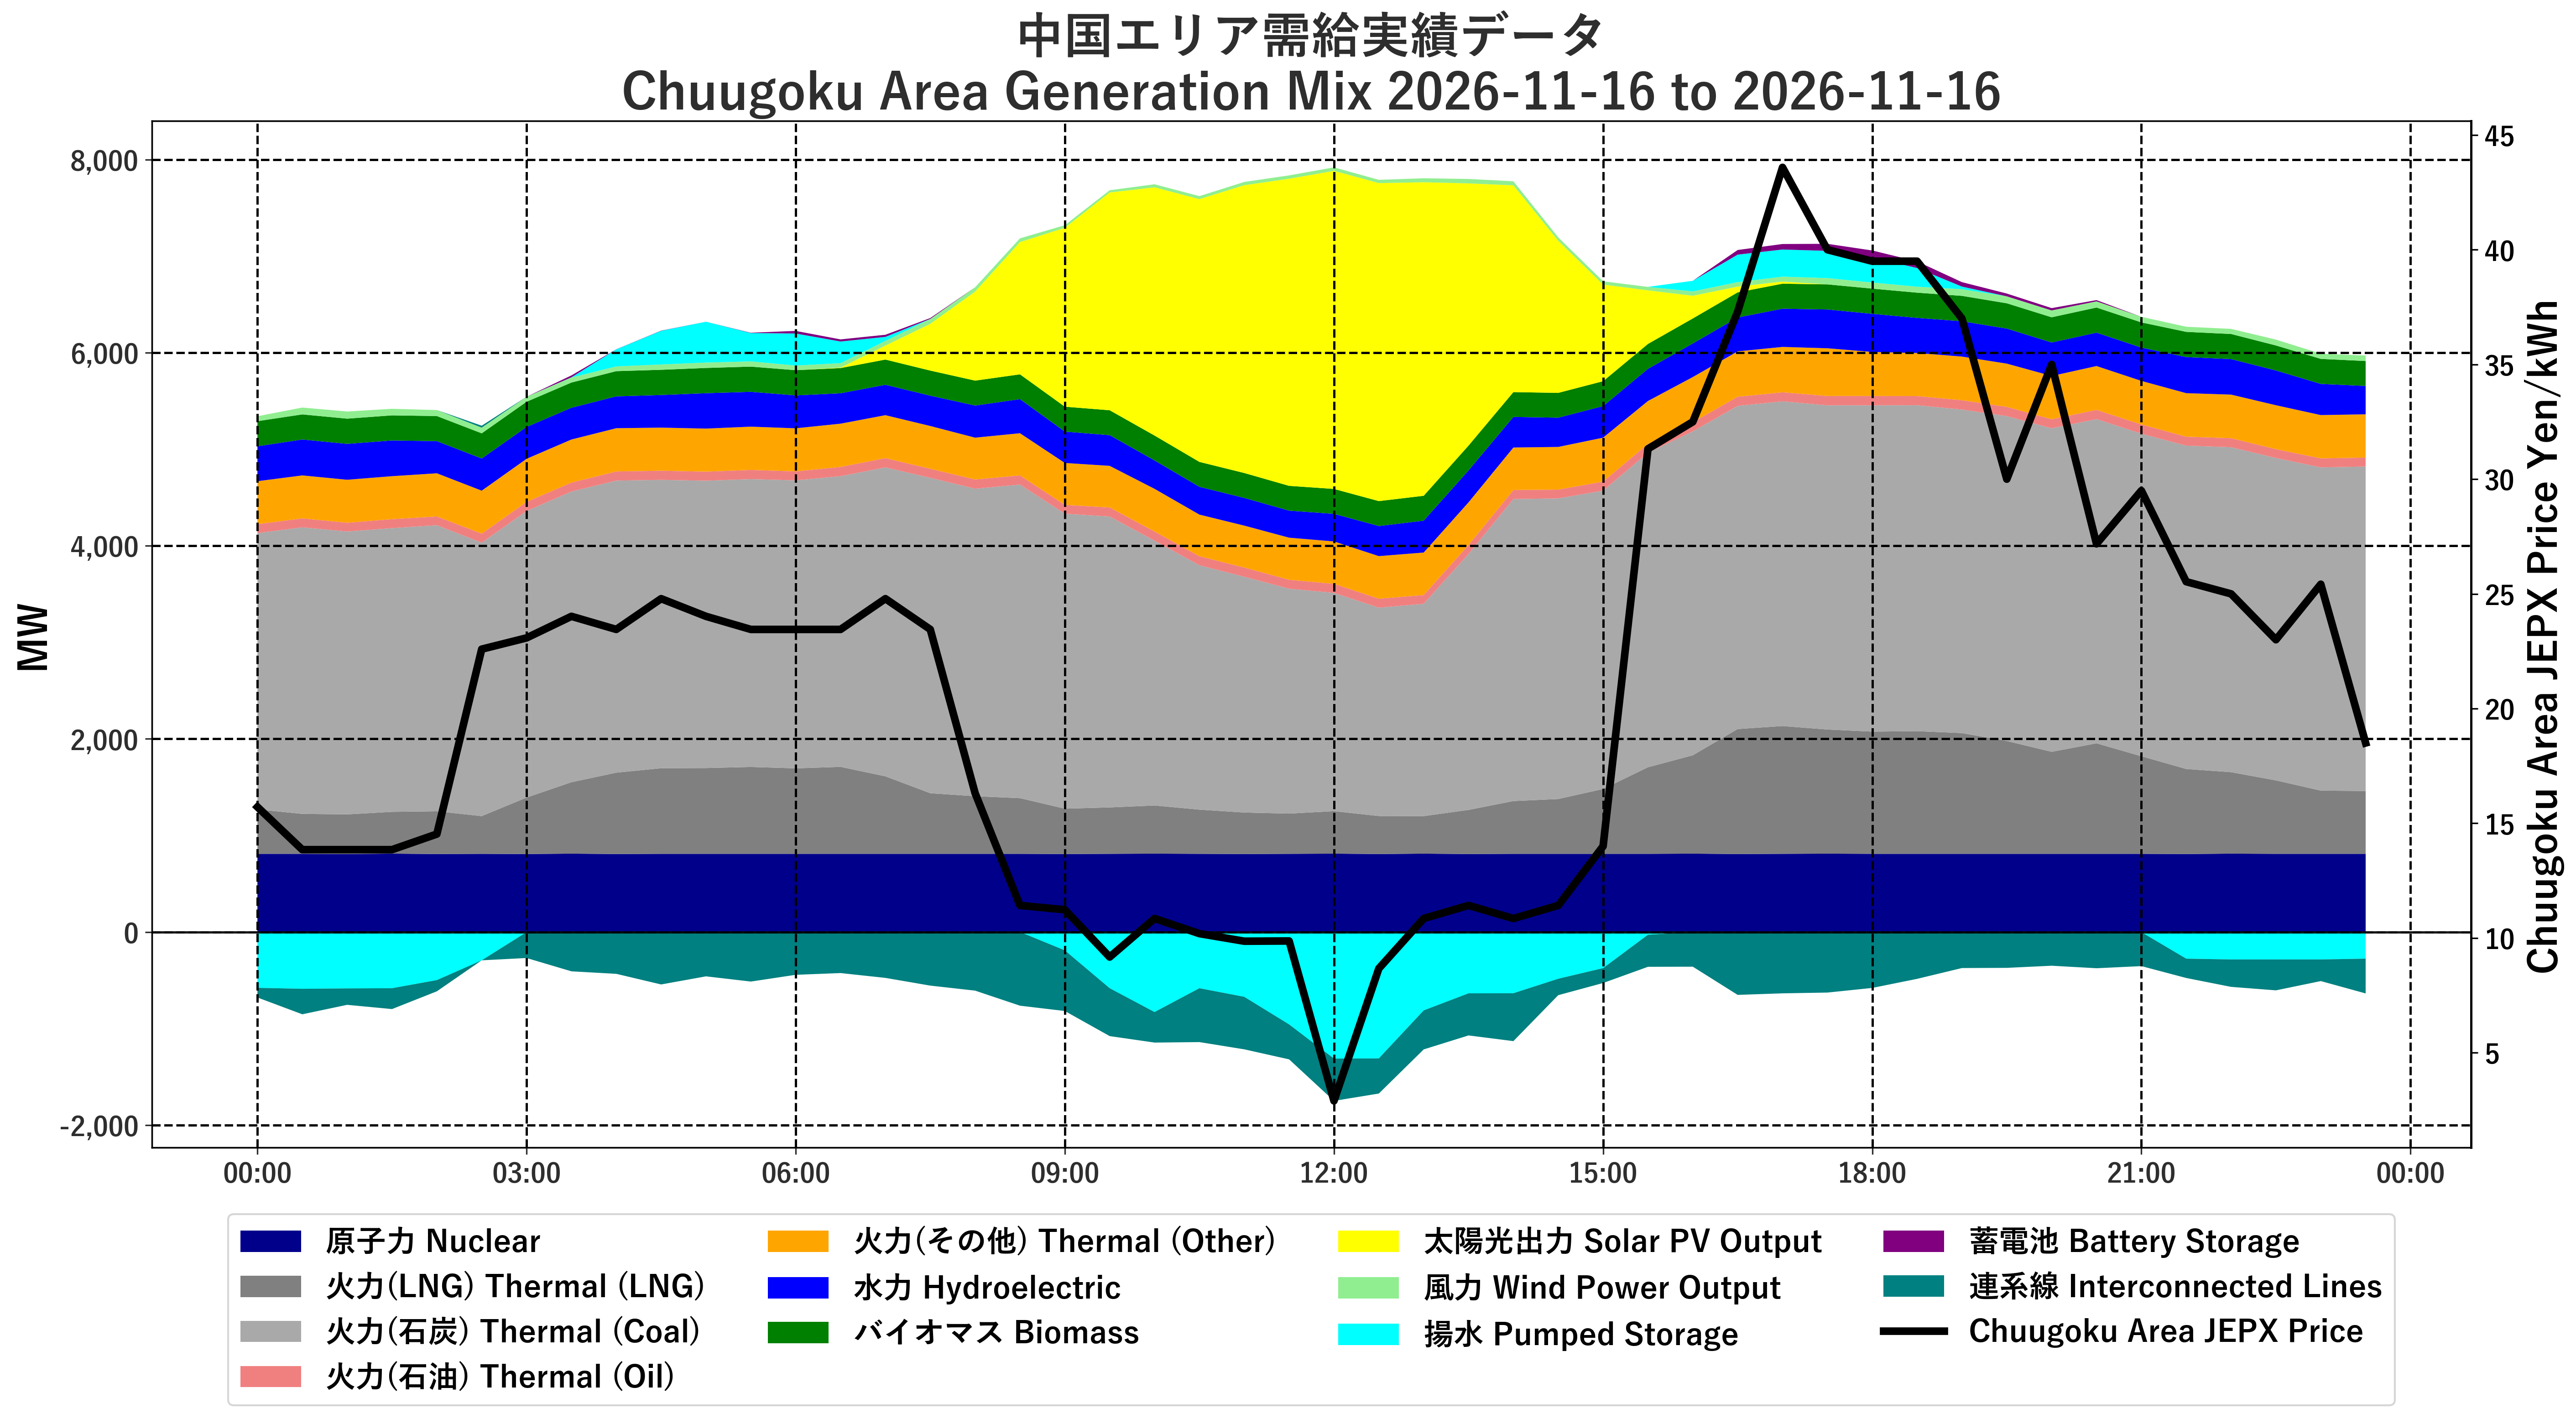 中国エリア需給実績データ
Chuugoku Area Generation Mix 2026-11-16 to 2026-11-16
MW
8,000
6,000
4,000
2,000
0
-2,000
45
40
35
30
25
20
15
10
5
Chuugoku Area JEPX Price Yen/kWh
00:00 03:00 06:00 09:00 12:00 15:00 18:00 21:00 00:00
原子力 Nuclear
火力(LNG) Thermal (LNG)
火力(石炭) Thermal (Coal)
火力(石油) Thermal (Oil)
火力(その他) Thermal (Other)
水力 Hydroelectric
バイオマス Biomass
太陽光出力 Solar PV Output
風力 Wind Power Output
揚水 Pumped Storage
蓄電池 Battery Storage
連系線 Interconnected Lines
Chuugoku Area JEPX Price